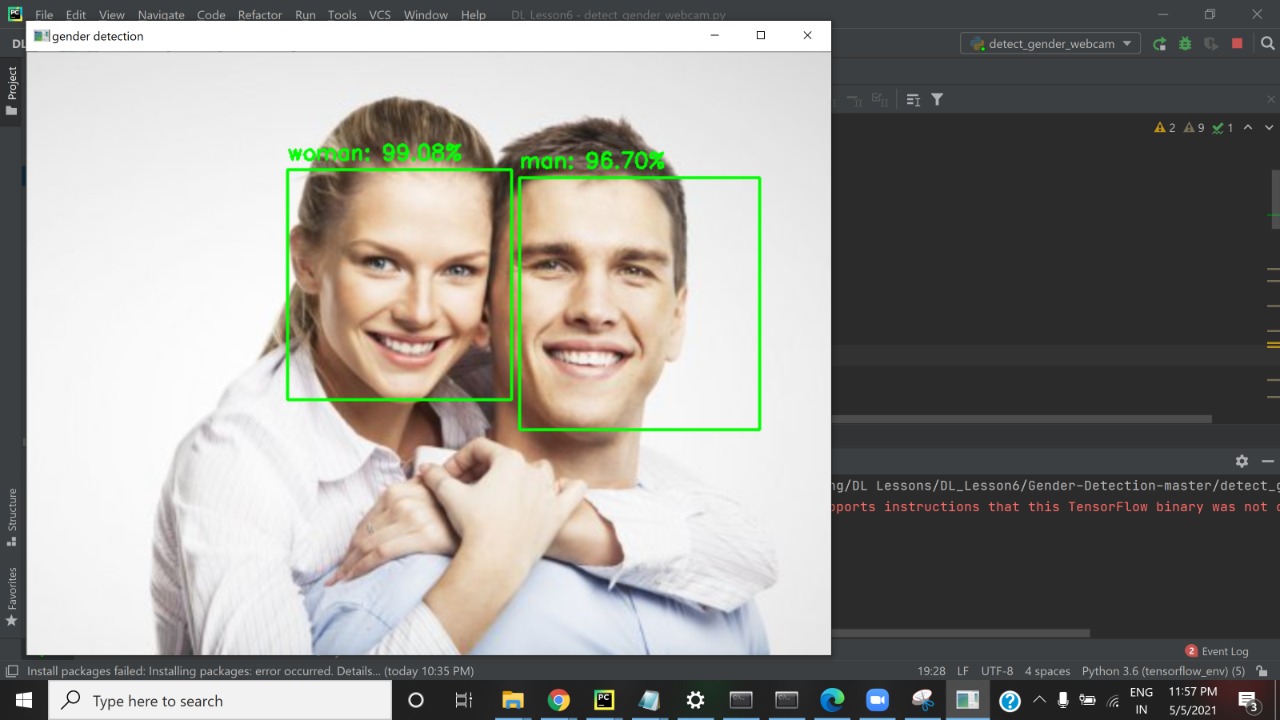 PC File Edit View Navigate Code Refactor Run Tools VCS Window Help DL_Lesson6 - detect_gender_webcam.py
gender detection
DL detect_gender_webcam
Project
2 9 1
woman: 99.08% man: 96.70%
ng/DL Lessons/DL_Lesson6/Gender-Detection-master/detect_g
pports instructions that this TensorFlow binary was not
Structure
Favorites
2 Event Log
Install packages failed: Installing packages: error occurred. Details... (today 10:35 PM) 19:28 LF UTF-8 4 spaces Python 3.6 (tensorflow_env) (5)
Type here to search PC ENG IN 11:57 PM 5/5/2021 3